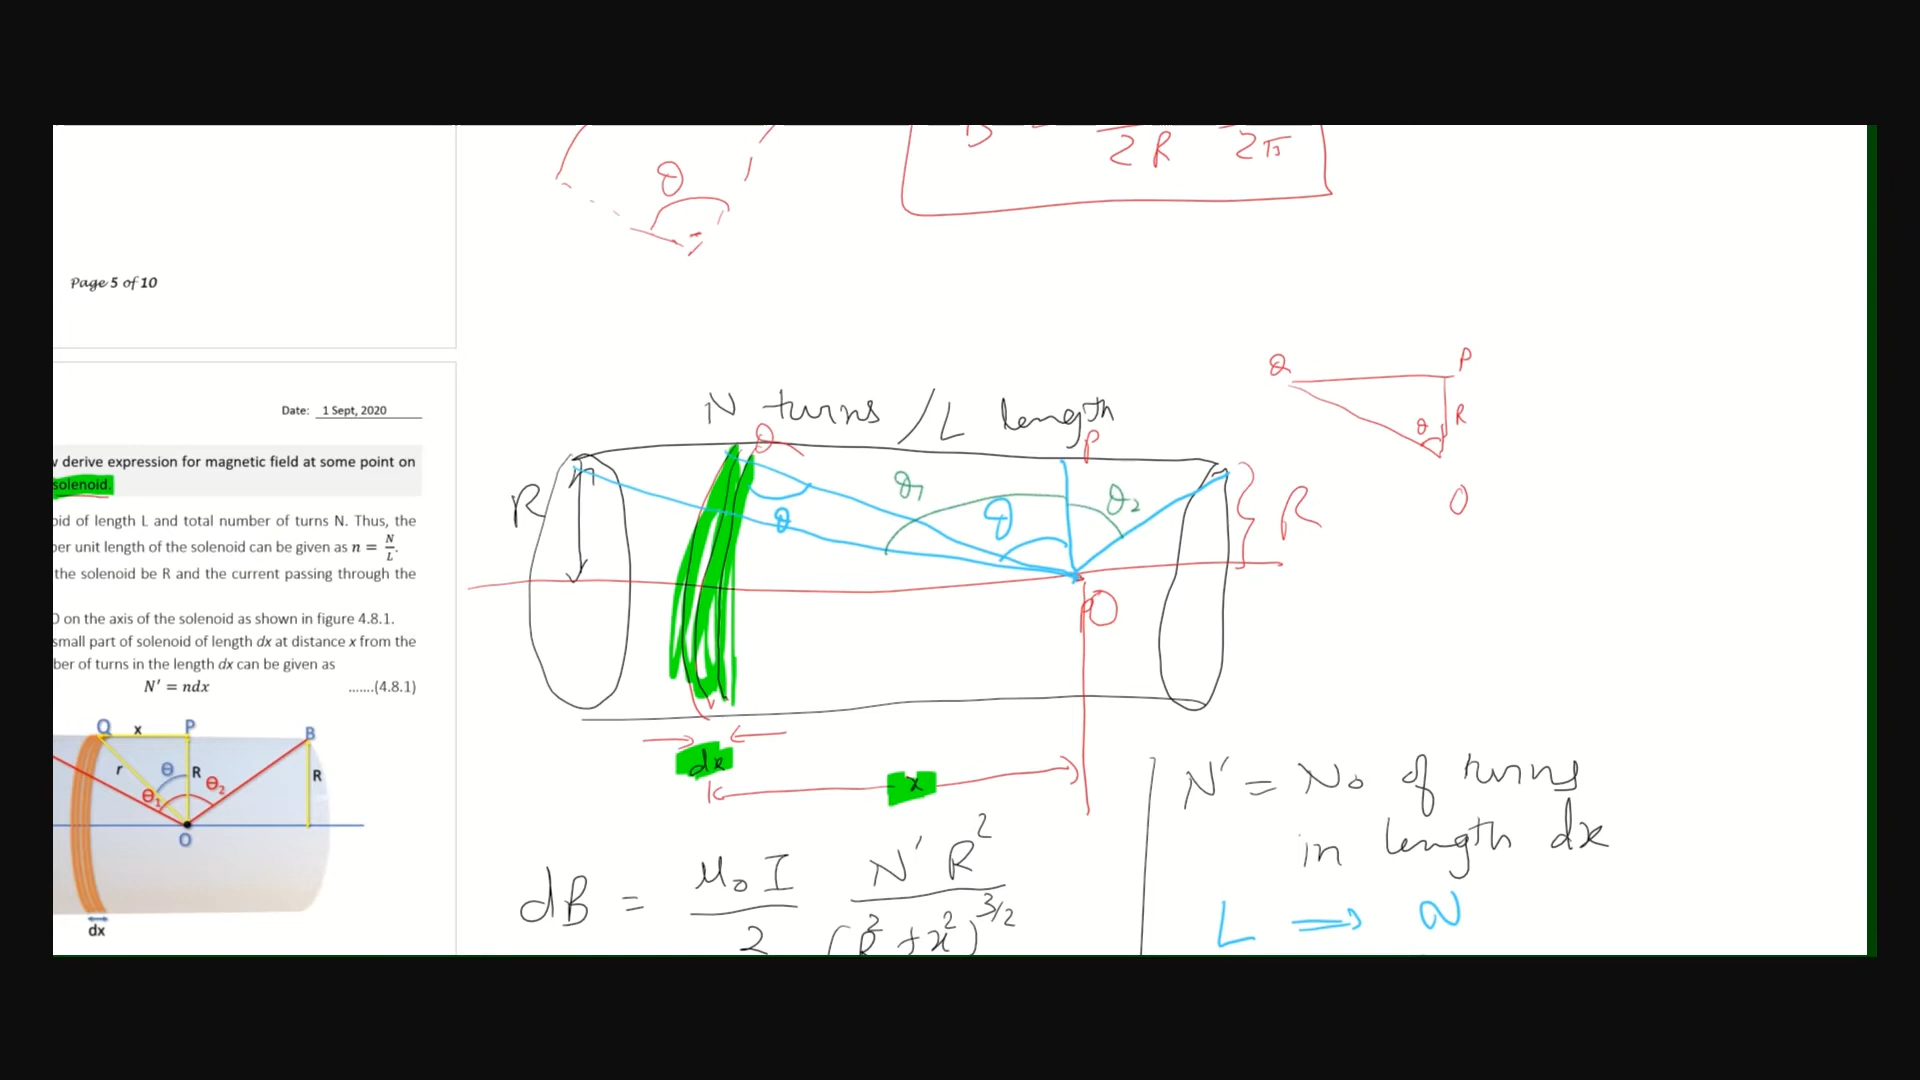 Page 5 of 10
Date: 1 Sept, 2020
derive expression for magnetic field at some point on
solenoid.
oid of length L and total number of turns N. Thus, the
er unit length of the solenoid can be given as n = N/L.
the solenoid be R and the current passing through the
O on the axis of the solenoid as shown in figure 4.8.1.
small part of solenoid of length dx at distance x from the
ber of turns in the length dx can be given as
N' = ndx .......(4.8.1)
Q x P B
r θ R θ₂ R
θ₁
O
dx
θ
2R 2π
N turns /L length
Q P
R θ θ₁ θ θ₂ R
O
dx
x
Q P
θ R
O
dB = μ₀I/2 N'R²/(R²+x²)^3/2
N' = No of turns
in length dx
L ⇒ N